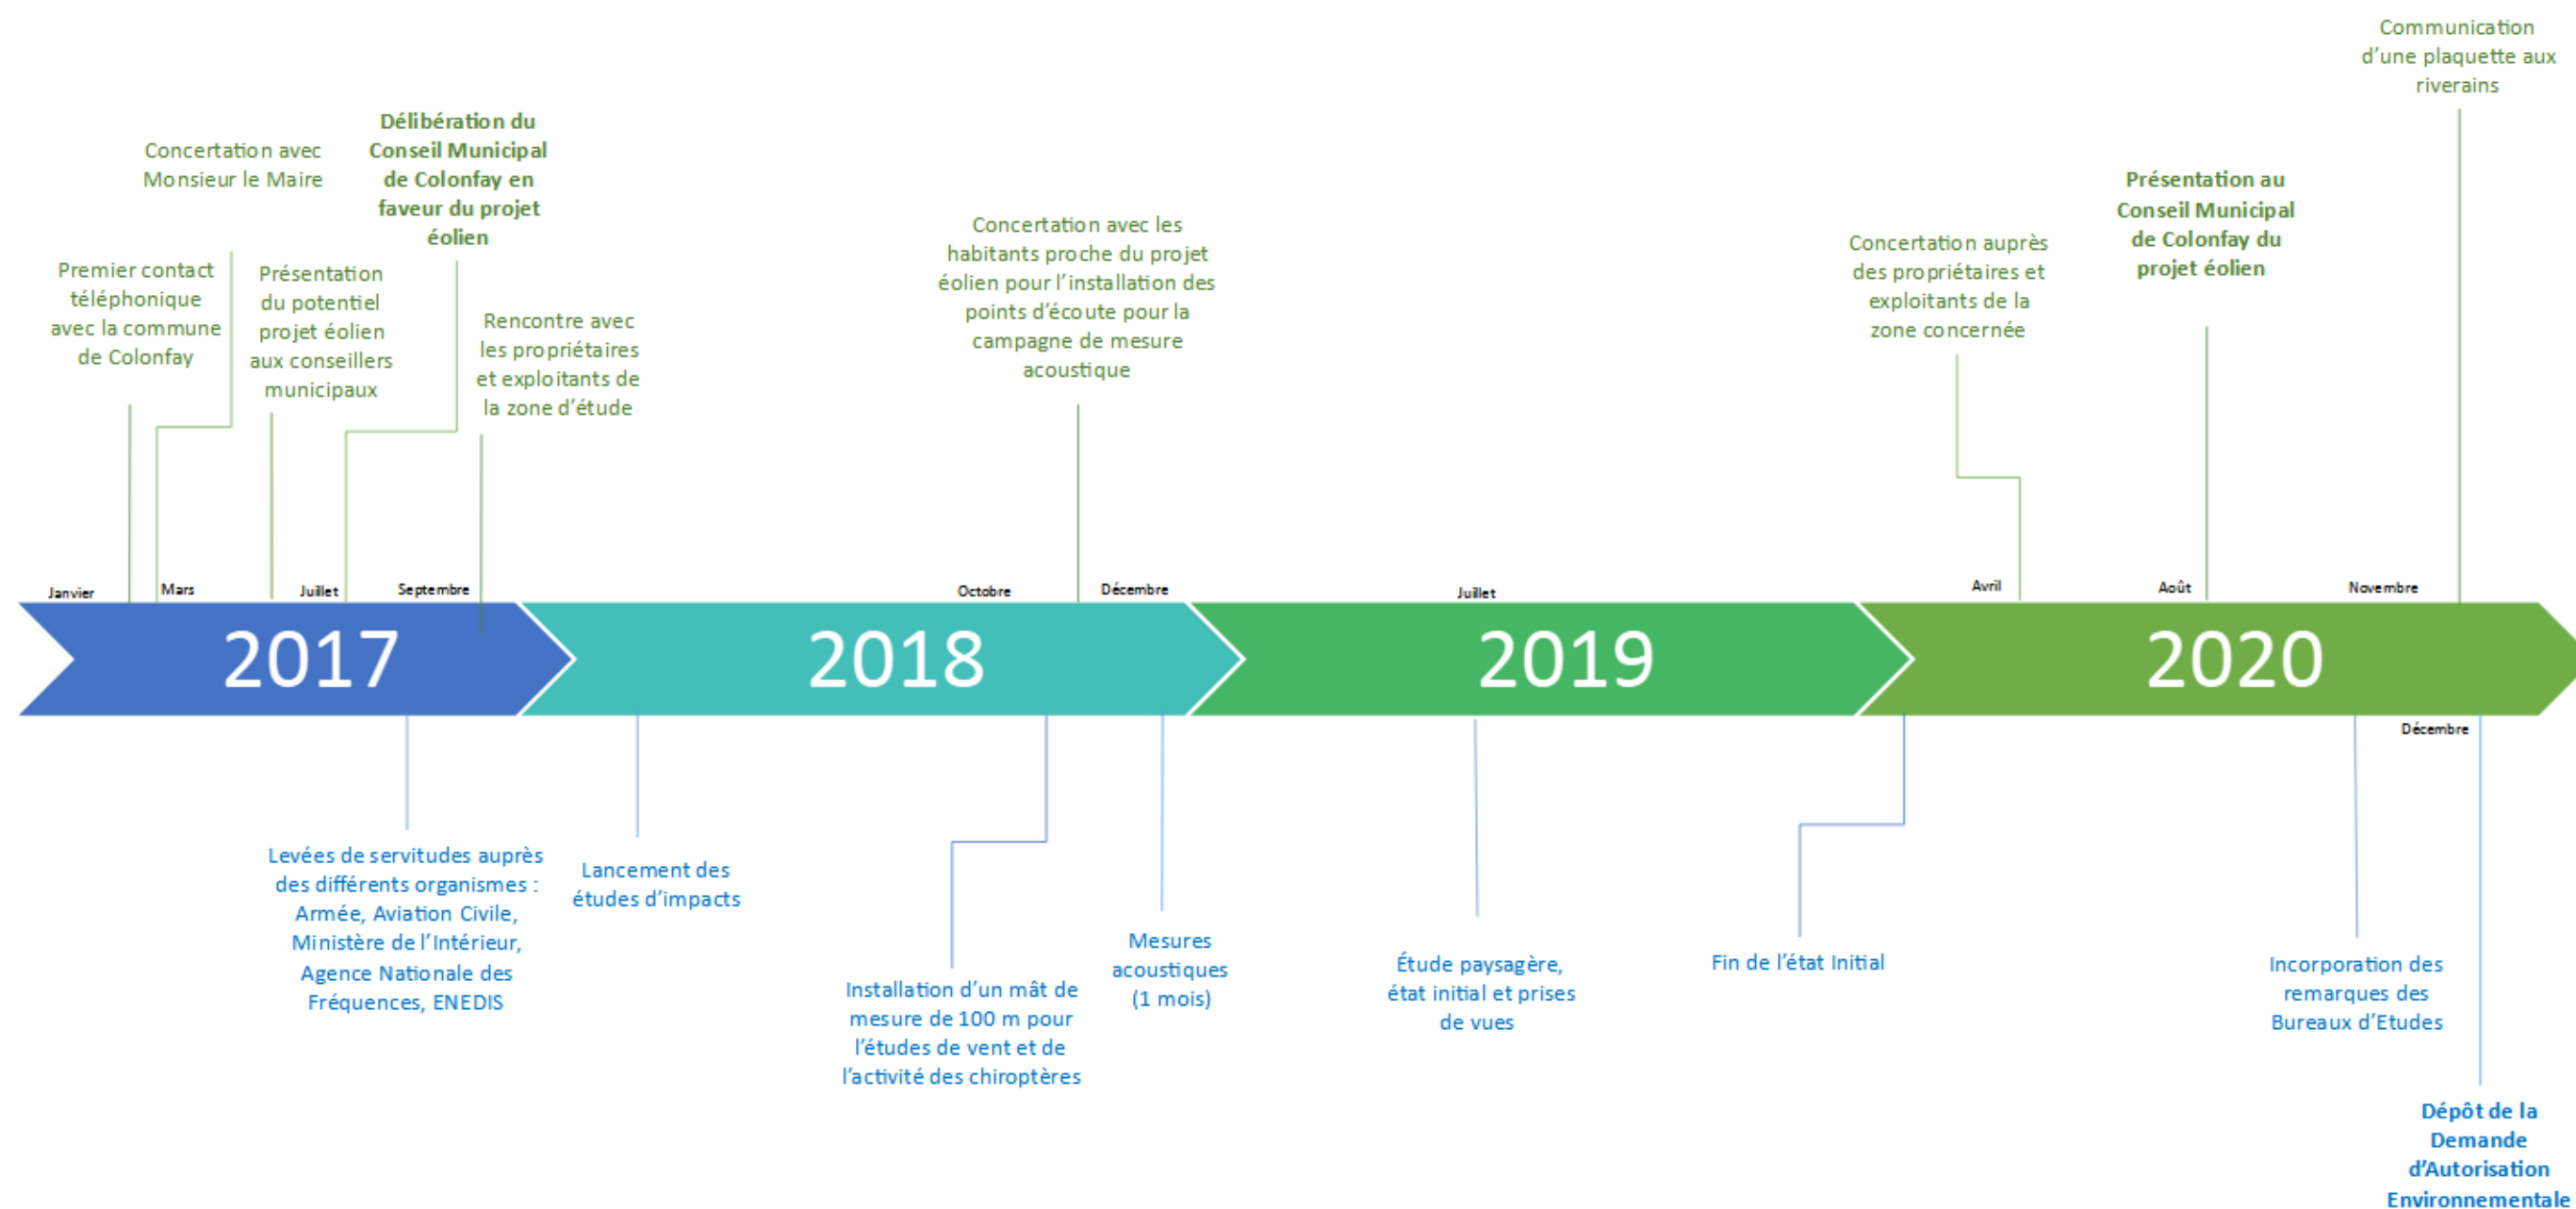 Communication
d’une plaquette aux
riverains
Concertation avec
Monsieur le Maire
Délibération du
Conseil Municipal
de Colonfay en
faveur du projet
éolien
Premier contact
téléphonique
avec la commune
de Colonfay
Présentation
du potentiel
projet éolien
aux conseillers
municipaux
Rencontre avec
les propriétaires
et exploitants de
la zone d’étude
Concertation avec les
habitants proche du projet
éolien pour l’installation des
points d’écoute pour la
campagne de mesure
acoustique
Concertation auprès
des propriétaires et
exploitants de la
zone concernée
Présentation au
Conseil Municipal
de Colonfay du
projet éolien
Janvier
Mars
Juillet
Septembre
Octobre
Décembre
Juillet
Avril
Août
Novembre
2017
2018
2019
2020
Décembre
Levées de servitudes auprès
des différents organismes :
Armée, Aviation Civile,
Ministère de l’Intérieur,
Agence Nationale des
Fréquences, ENEDIS
Lancement des
études d’impacts
Installation d’un mât de
mesure de 100 m pour
l’études de vent et de
l’activité des chiroptères
Mesures
acoustiques
(1 mois)
Étude paysagère,
état initial et prises
de vues
Fin de l’état Initial
Incorporation des
remarques des
Bureaux d’Etudes
Dépôt de la
Demande
d’Autorisation
Environnementale